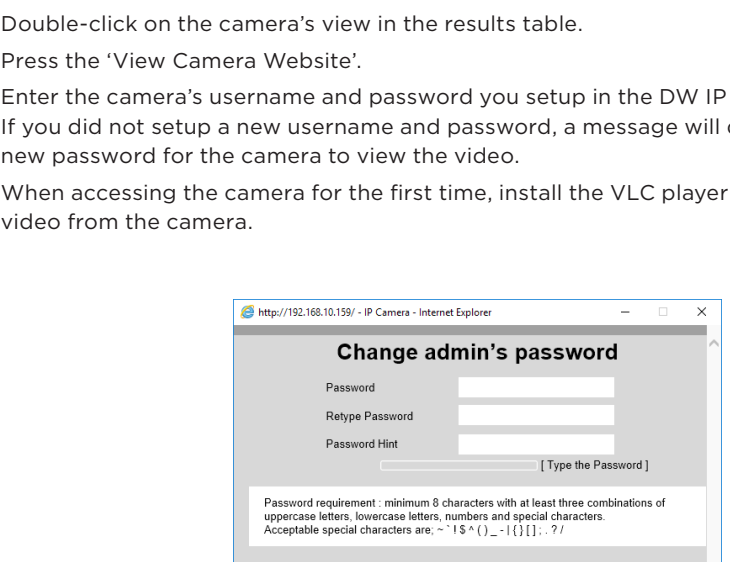 Double-click on the camera’s view in the results table.
Press the ‘View Camera Website’.
Enter the camera’s username and password you setup in the DW IP
If you did not setup a new username and password, a message will
new password for the camera to view the video.
When accessing the camera for the first time, install the VLC player
video from the camera.
http://192.168.10.159/ - IP Camera - Internet Explorer
Change admin’s password
Password
Retype Password
Password Hint
[ Type the Password ]
Password requirement : minimum 8 characters with at least three combinations of
uppercase letters, lowercase letters, numbers and special characters.
Acceptable special characters are; ~ ` ! $ ^ ( ) _ - | { } [ ] ; . ? /